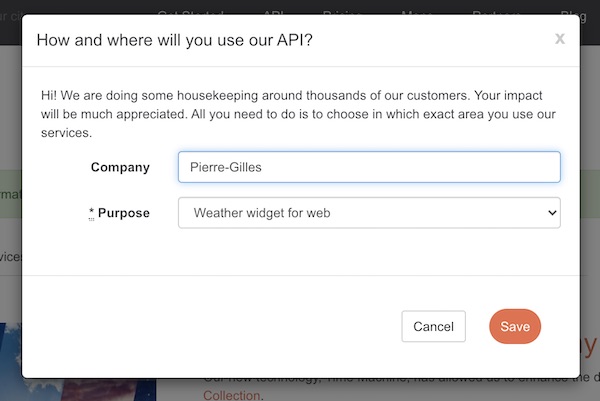 How and where will you use our API?
x
Hi! We are doing some housekeeping around thousands of our customers. Your impact
will be much appreciated. All you need to do is to choose in which exact area you use our
services.
Company
Pierre-Gilles
* Purpose
Weather widget for web
Cancel
Save
Collection.